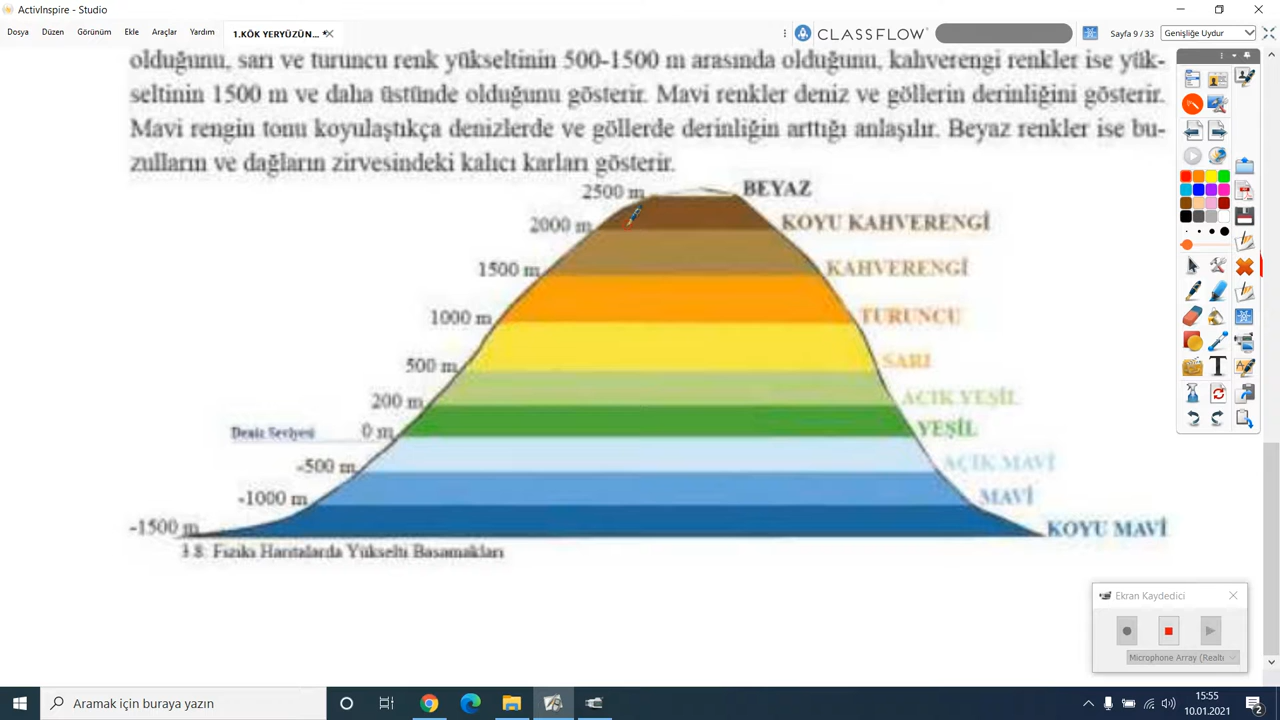 ActivInspire - Studio
Dosya Düzen Görünüm Ekle Araçlar Yardım 1.KÖK YERYÜZÜN... * CLASSFLOW Sayfa 9 / 33 Genişliğe Uydur
olduğunu, sarı ve turuncu renk yükseltinin 500-1500 m arasında olduğunu, kahverengi renkler ise yük-
seltinin 1500 m ve daha üstünde olduğunu gösterir. Mavi renkler deniz ve göllerin derinliğini gösterir.
Mavi rengin tonu koyulaştıkça denizlerde ve göllerde derinliğin arttığı anlaşılır. Beyaz renkler ise bu-
zulların ve dağların zirvesindeki kalıcı karları gösterir.
2500 m BEYAZ
2000 m KOYU KAHVERENGİ
1500 m KAHVERENGİ
1000 m TURUNCU
500 m SARI
200 m AÇIK YEŞİL
Deniz Seviyesi 0 m YEŞİL
-500 m AÇIK MAVİ
-1000 m MAVİ
-1500 m KOYU MAVİ
3.8: Fiziki Haritalarda Yükselti Basamakları
Ekran Kaydedici
Microphone Array (Realt
Aramak için buraya yazın
15:55
10.01.2021
2